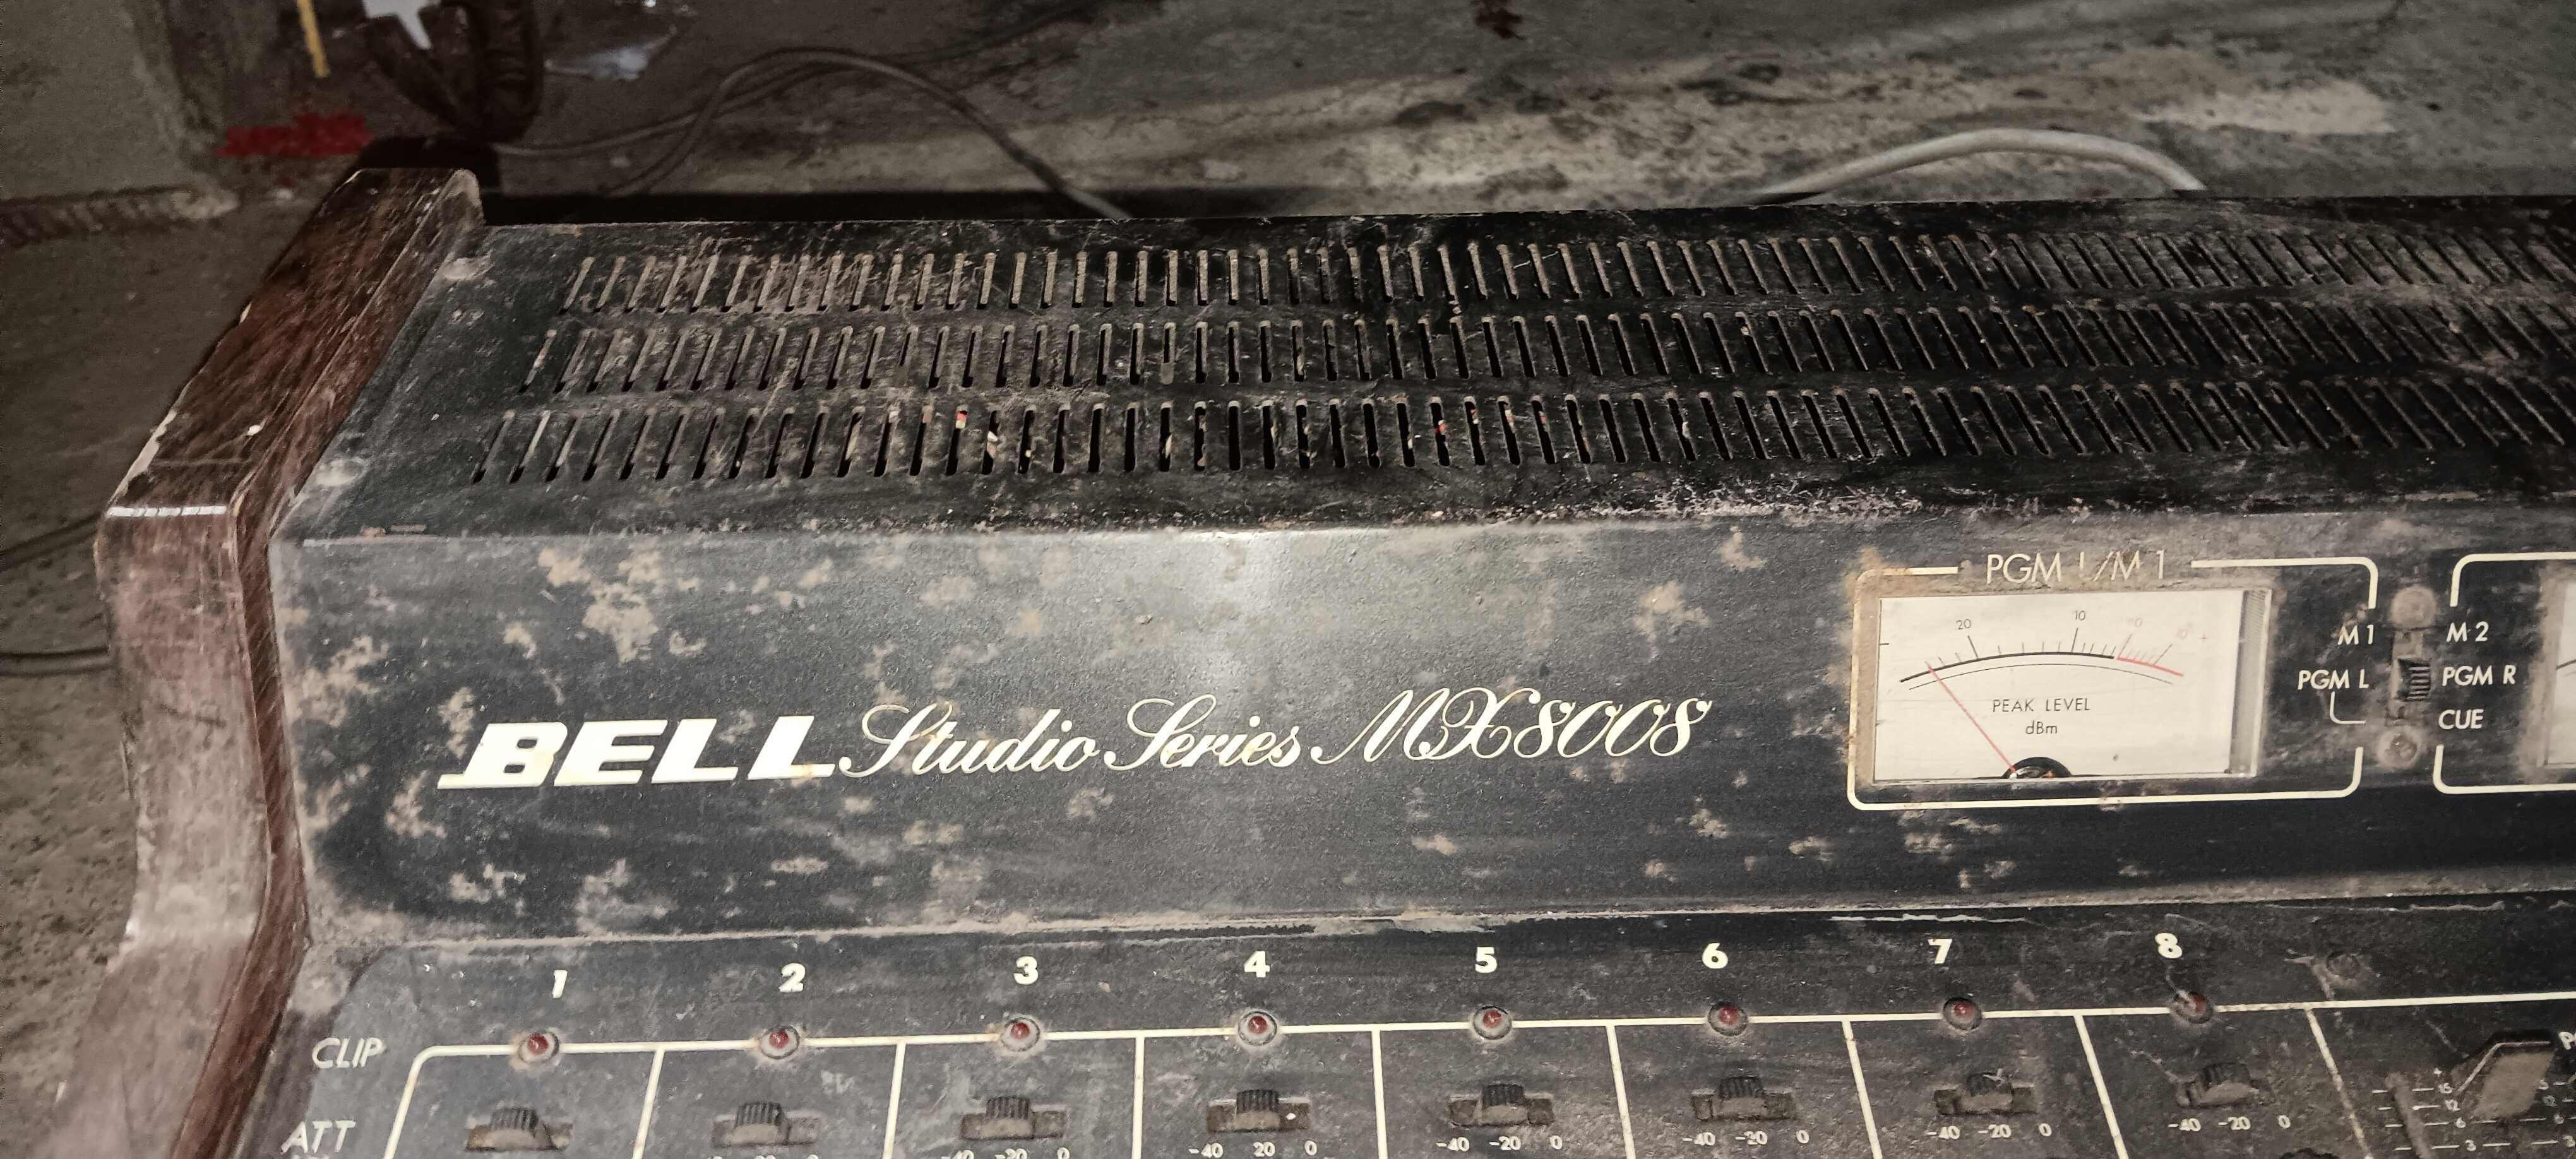 PGM L/M 1
20 10 0
PEAK LEVEL
dBm
M 1 M 2
PGM L PGM R
CUE
BELL Studio Series MX8008
1 2 3 4 5 6 7 8
CLIP
ATT
-40 20 0 -40 -20 0 -40 -20 0 -40 -20 0 -40 -20 0